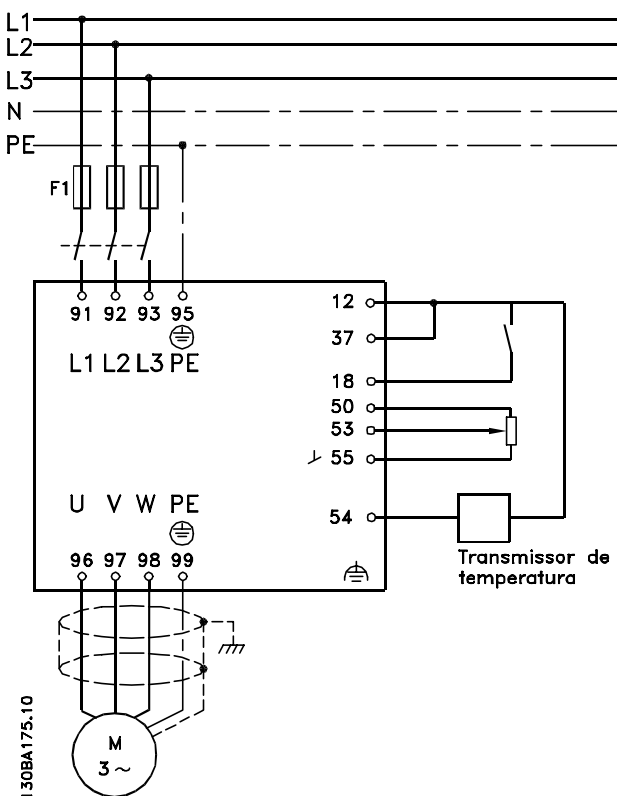 L1
L2
L3
N
PE
F1
91 92 93 95
L1 L2 L3 PE
12
37
18
50
53
55
54
U V W PE
96 97 98 99
Transmissor de
temperatura
M
3 ~
130BA175.10